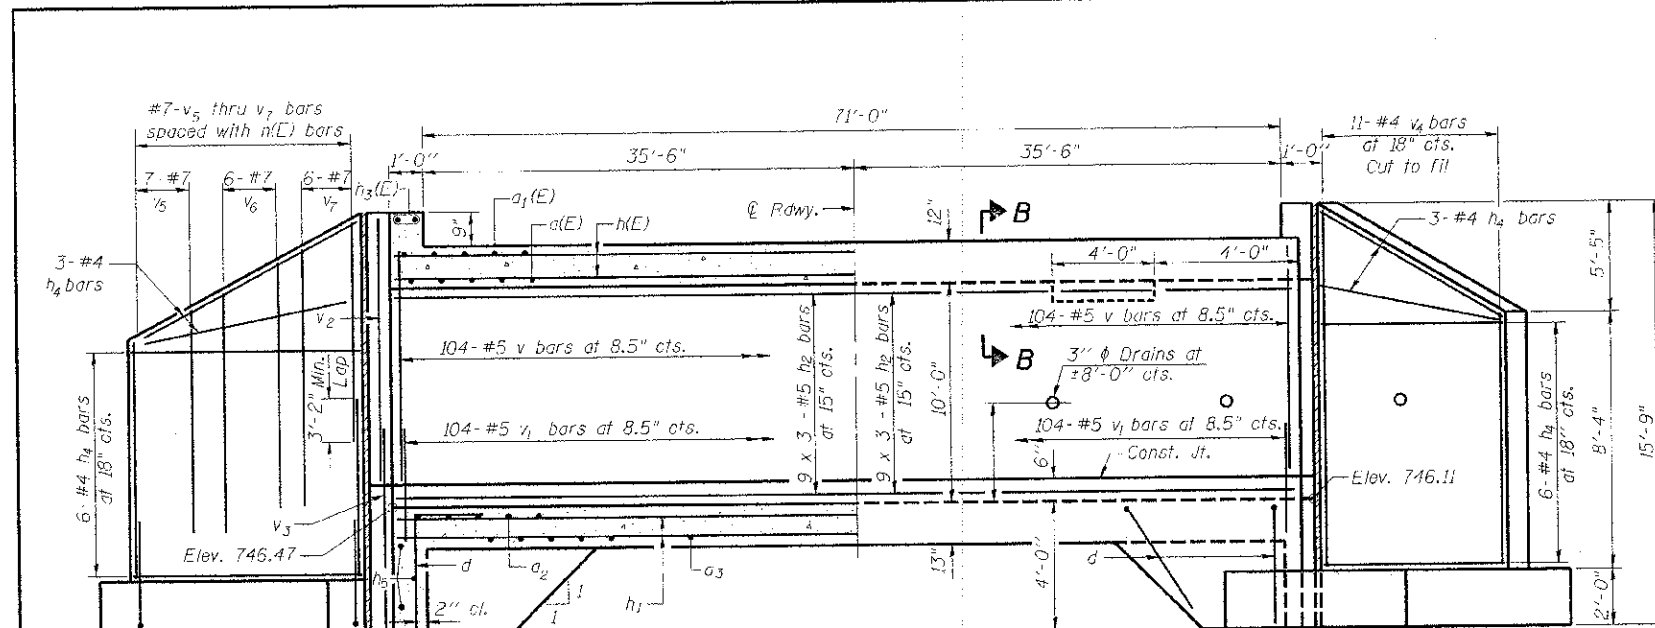 #7-v5 thru v7 bars
spaced with n(E) bars
71'-0"
11-#4 v4 bars
at 18" cts.
Cut to fit
1'-0"
35'-6"
35'-6"
1'-0"
7-#7
v5
6-#7
v6
6-#7
v7
h3(E)
a1(E)
℄ Rdwy.
B
3-#4 h4 bars
9"
a(E)
h(E)
12"
4'-0"
4'-0"
5'-5"
3-#4
h4 bars
v2
104-#5 v bars at 8.5" cts.
104-#5 v bars at 8.5" cts.
9 x 3-#5 h2 bars
at 15" cts.
9 x 3-#5 h2 bars
at 15" cts.
10'-0"
B
3" ϕ Drains at
±8'-0" cts.
3'-2" Min.
Lap
6-#4 h4 bars
at 18" cts.
104-#5 v1 bars at 8.5" cts.
104-#5 v1 bars at 8.5" cts.
6"
Const. Jt.
6-#4 h4 bars
at 18" cts.
8'-4"
15'-9"
Elev. 746.11
v3
Elev. 746.47
h5
d
a2
a3
13"
4'-0"
d
2" cl.
1
1
h1
2'-0"